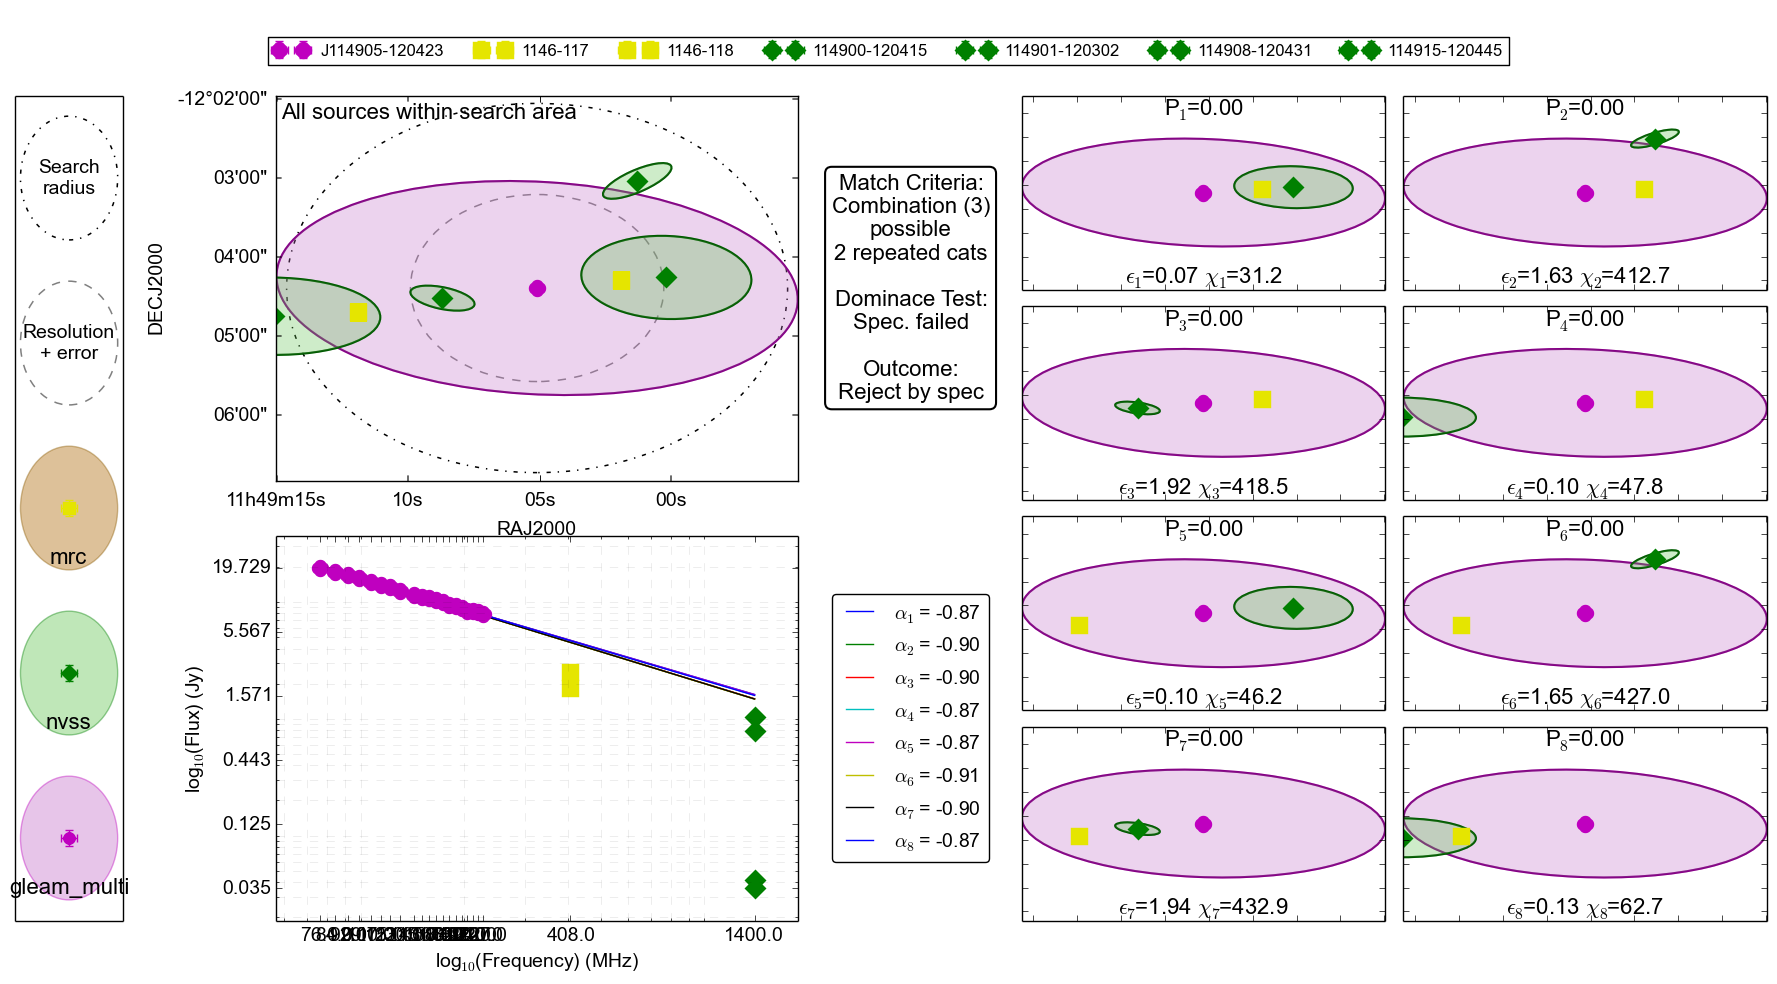 J114905-120423 1146-117 1146-118 114900-120415 114901-120302 114908-120431 114915-120445
Search
radius
Resolution
+ error
mrc
nvss
gleam_multi
All sources within search area
-12°02'00"
03'00"
04'00"
05'00"
06'00"
DECJ2000
11h49m15s 10s 05s 00s
RAJ2000
Match Criteria:
Combination (3)
possible
2 repeated cats
Dominace Test:
Spec. failed
Outcome:
Reject by spec
19.729
5.567
1.571
0.443
0.125
0.035
log₁₀(Flux) (Jy)
408.0 1400.0
log₁₀(Frequency) (MHz)
α₁ = -0.87
α₂ = -0.90
α₃ = -0.90
α₄ = -0.87
α₅ = -0.87
α₆ = -0.91
α₇ = -0.90
α₈ = -0.87
P₁=0.00
ϵ₁=0.07 χ₁=31.2
P₂=0.00
ϵ₂=1.63 χ₂=412.7
P₃=0.00
ϵ₃=1.92 χ₃=418.5
P₄=0.00
ϵ₄=0.10 χ₄=47.8
P₅=0.00
ϵ₅=0.10 χ₅=46.2
P₆=0.00
ϵ₆=1.65 χ₆=427.0
P₇=0.00
ϵ₇=1.94 χ₇=432.9
P₈=0.00
ϵ₈=0.13 χ₈=62.7